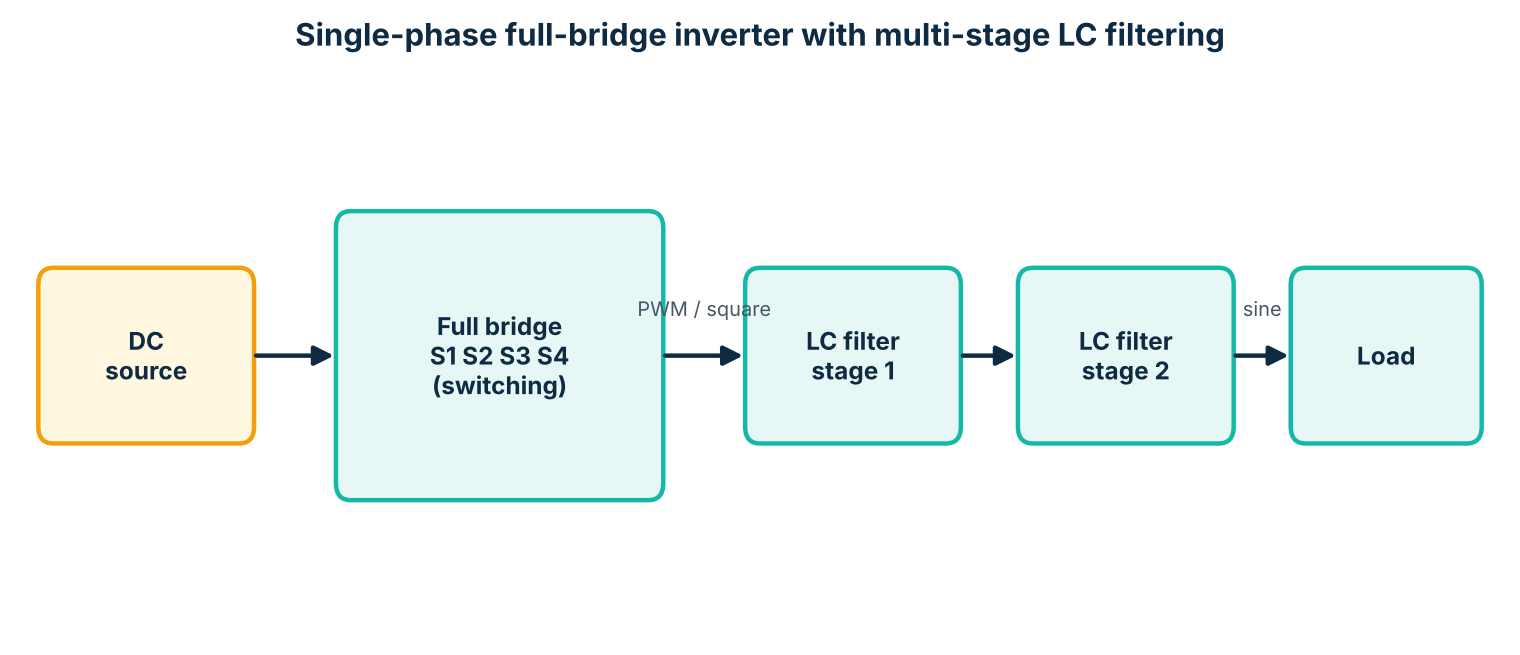 Single-phase full-bridge inverter with multi-stage LC filtering
DC
source
Full bridge
S1 S2 S3 S4
(switching)
PWM / square
LC filter
stage 1
LC filter
stage 2
sine
Load